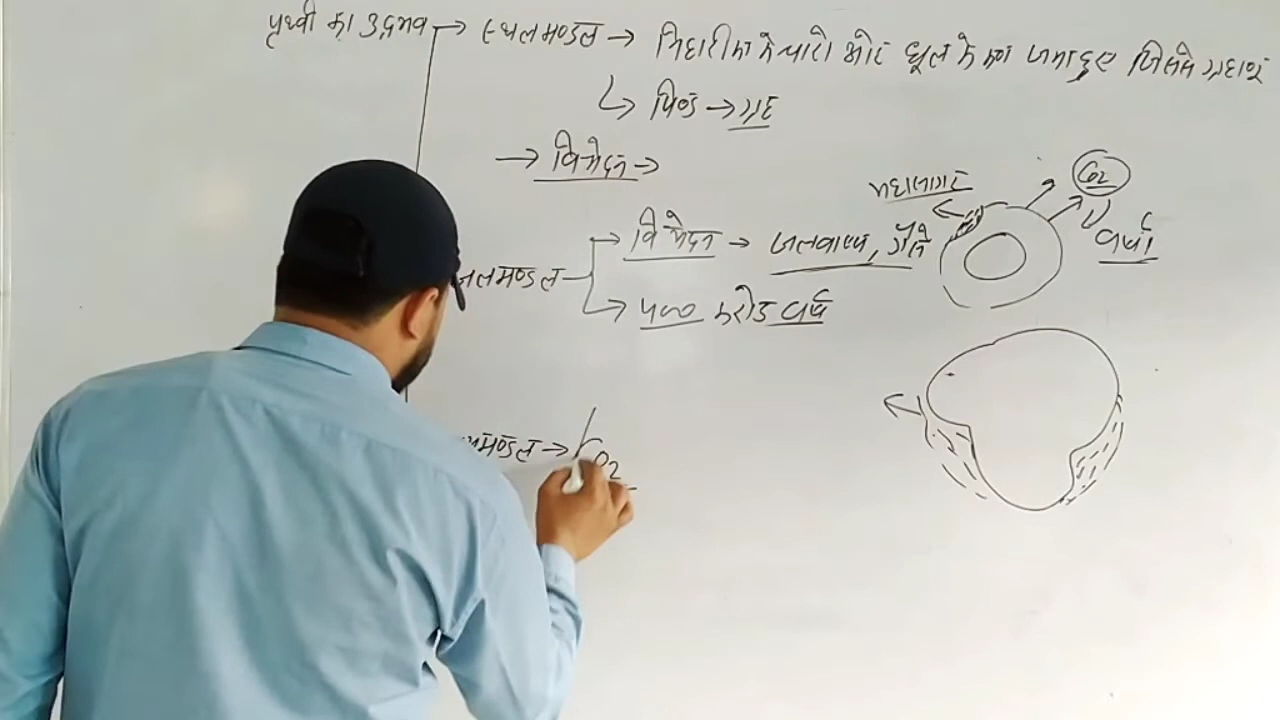 पृथ्वी का उद्भव → स्थलमण्डल → निहारिका के चारो ओर धूल के कण जमा हुए जिससे ग्रहाणु
↳ पिण्ड → ग्रह
→ विभेदन →
महासागर
CO2
वर्षा
जलमण्डल → विभेदन → जलवाष्प, गैसे
→ ५०० करोड वर्ष
मण्डल → CO2